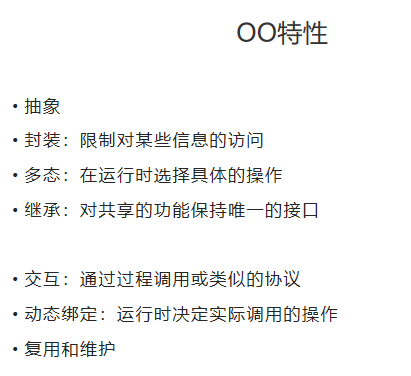 OO特性
• 抽象
• 封装：限制对某些信息的访问
• 多态：在运行时选择具体的操作
• 继承：对共享的功能保持唯一的接口
• 交互：通过过程调用或类似的协议
• 动态绑定：运行时决定实际调用的操作
• 复用和维护